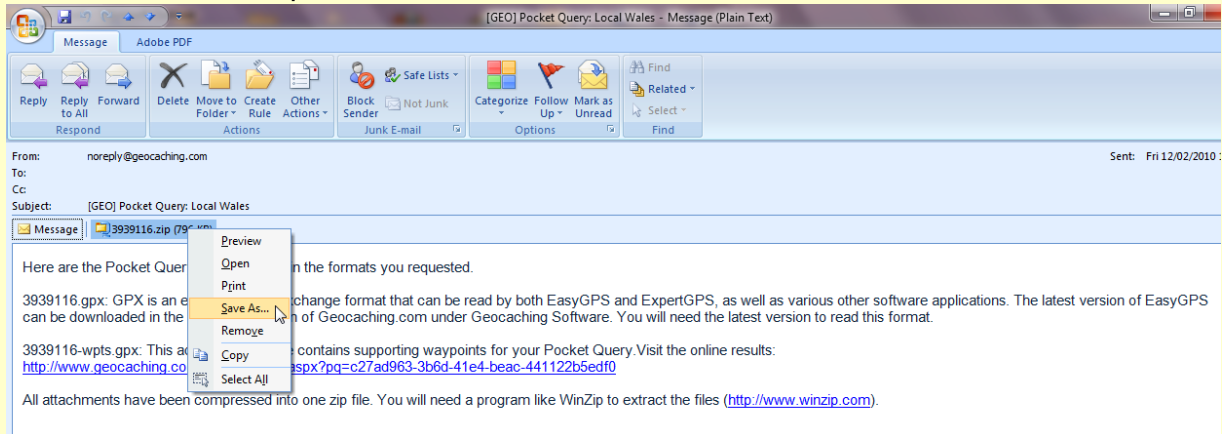 [GEO] Pocket Query: Local Wales - Message (Plain Text)
Message Adobe PDF
Reply Reply to All Forward Delete Move to Folder Create Rule Other Actions Block Sender Safe Lists Not Junk Categorize Follow Up Mark as Unread Find Related Select
Respond Actions Junk E-mail Options Find
From: noreply@geocaching.com Sent: Fri 12/02/2010
To:
Cc:
Subject: [GEO] Pocket Query: Local Wales
Message 3939116.zip
Preview
Open
Print
Save As...
Remove
Copy
Select All
Here are the Pocket in the formats you requested.
3939116.gpx: GPX is an format that can be read by both EasyGPS and ExpertGPS, as well as various other software applications. The latest version of EasyGPS
can be downloaded in the of Geocaching.com under Geocaching Software. You will need the latest version to read this format.
3939116-wpts.gpx: This contains supporting waypoints for your Pocket Query.Visit the online results:
http://www.geocaching.co aspx?pq=c27ad963-3b6d-41e4-beac-441122b5edf0
All attachments have been compressed into one zip file. You will need a program like WinZip to extract the files (http://www.winzip.com).